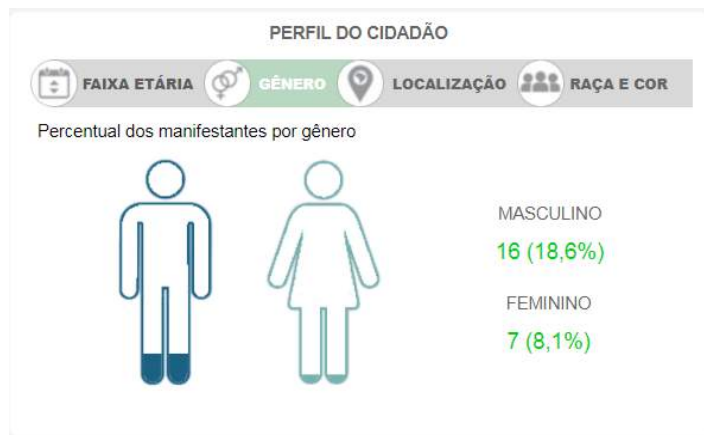 PERFIL DO CIDADÃO
FAIXA ETÁRIA GÊNERO LOCALIZAÇÃO RAÇA E COR
Percentual dos manifestantes por gênero
MASCULINO
16 (18,6%)
FEMININO
7 (8,1%)